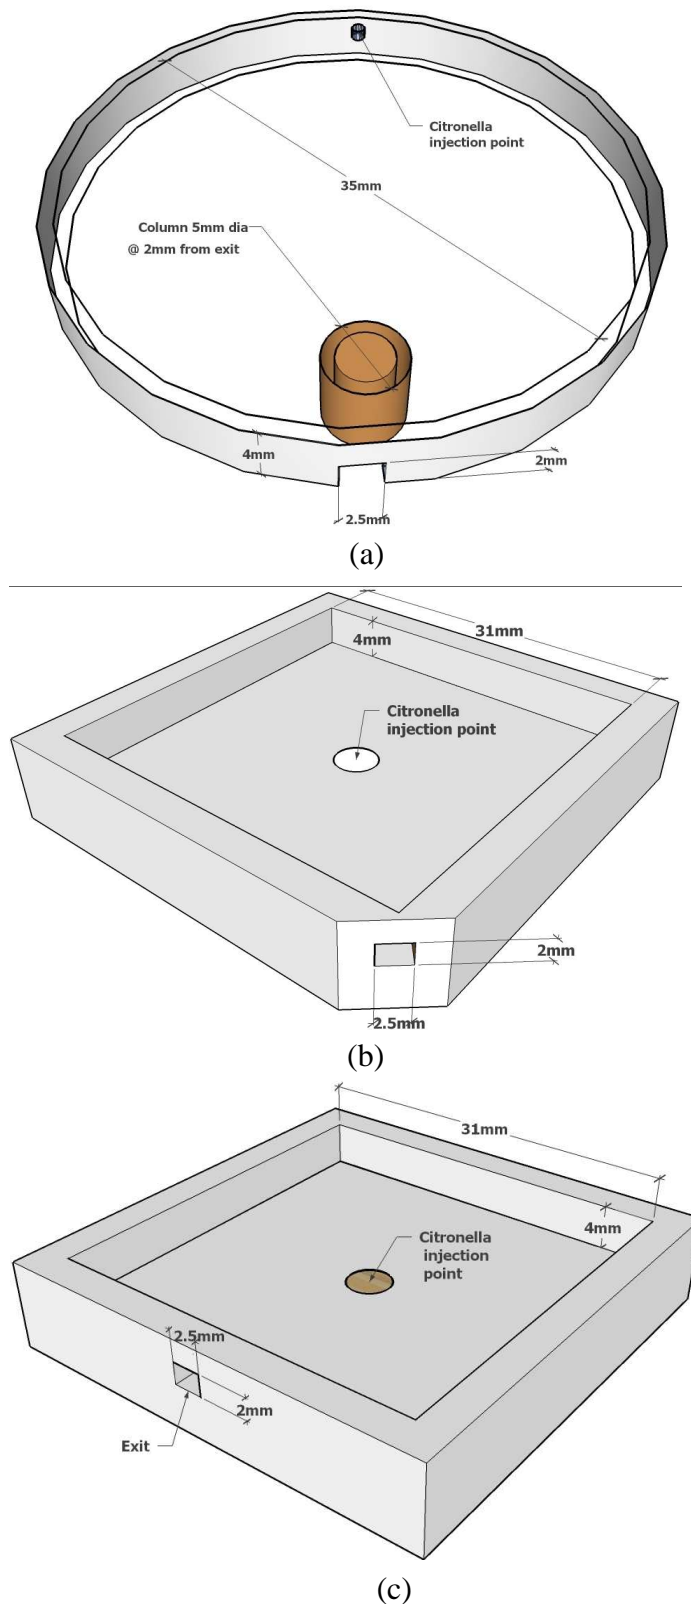 Citronella
injection point
35mm
Column 5mm dia
@ 2mm from exit
4mm
2mm
2.5mm
(a)
31mm
4mm
Citronella
injection point
2mm
2.5mm
(b)
31mm
4mm
Citronella
injection
point
2.5mm
2mm
Exit
(c)